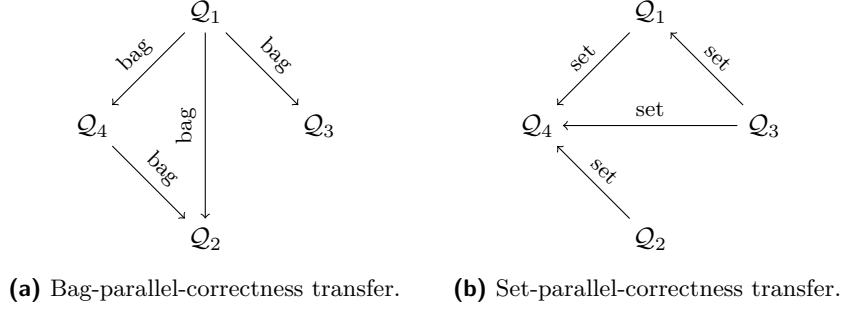 𝒬₁
bag
bag
bag
𝒬₄
𝒬₃
bag
𝒬₂
(a) Bag-parallel-correctness transfer.
𝒬₁
set
set
set
𝒬₄
𝒬₃
set
𝒬₂
(b) Set-parallel-correctness transfer.